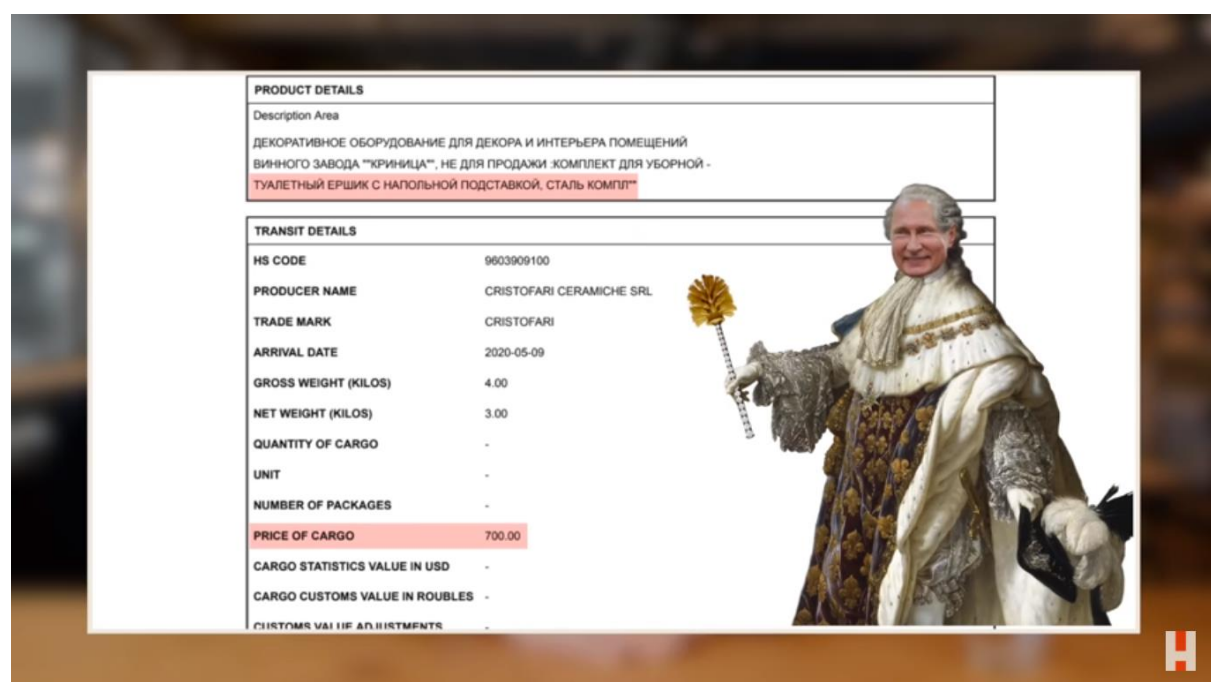 PRODUCT DETAILS
Description Area
ДЕКОРАТИВНОЕ ОБОРУДОВАНИЕ ДЛЯ ДЕКОРА И ИНТЕРЬЕРА ПОМЕЩЕНИЙ
ВИННОГО ЗАВОДА ""КРИНИЦА"", НЕ ДЛЯ ПРОДАЖИ :КОМПЛЕКТ ДЛЯ УБОРНОЙ -
ТУАЛЕТНЫЙ ЕРШИК С НАПОЛЬНОЙ ПОДСТАВКОЙ, СТАЛЬ КОМПЛ""
TRANSIT DETAILS
HS CODE 9603909100
PRODUCER NAME CRISTOFARI CERAMICHE SRL
TRADE MARK CRISTOFARI
ARRIVAL DATE 2020-05-09
GROSS WEIGHT (KILOS) 4.00
NET WEIGHT (KILOS) 3.00
QUANTITY OF CARGO -
UNIT -
NUMBER OF PACKAGES -
PRICE OF CARGO 700.00
CARGO STATISTICS VALUE IN USD -
CARGO CUSTOMS VALUE IN ROUBLES -
CUSTOMS VALUE ADJUSTMENTS -